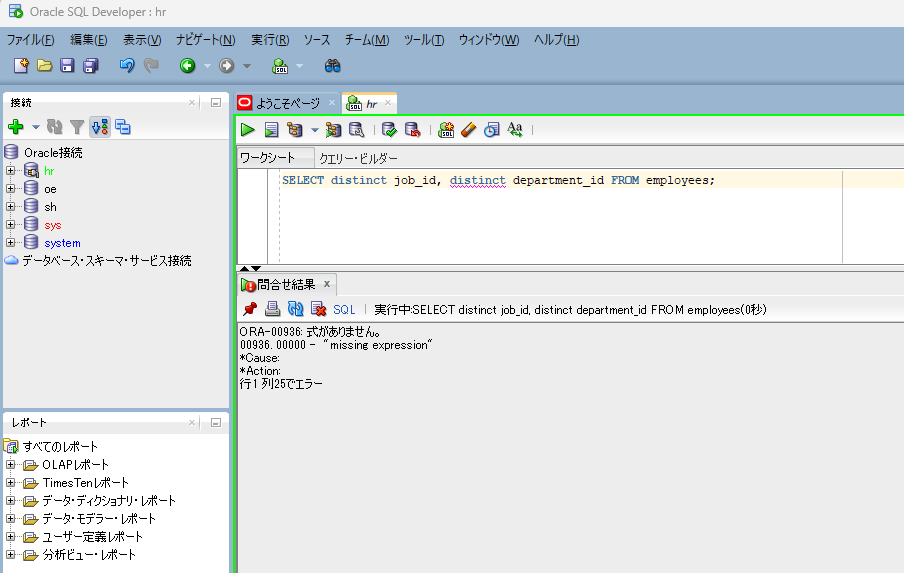 Oracle SQL Developer : hr
ファイル(F) 編集(E) 表示(V) ナビゲート(N) 実行(R) ソース チーム(M) ツール(T) ウィンドウ(W) ヘルプ(H)
接続
Oracle接続
hr
oe
sh
sys
system
データベース・スキーマ・サービス接続
レポート
すべてのレポート
OLAPレポート
TimesTenレポート
データ・ディクショナリ・レポート
データ・モデラー・レポート
ユーザー定義レポート
分析ビュー・レポート
ようこそページ hr
ワークシート クエリー・ビルダー
SELECT distinct job_id, distinct department_id FROM employees;
問合せ結果 x
SQL | 実行中:SELECT distinct job_id, distinct department_id FROM employees(0秒)
ORA-00936: 式がありません。
00936. 00000 - "missing expression"
*Cause:
*Action:
行1 列25でエラー